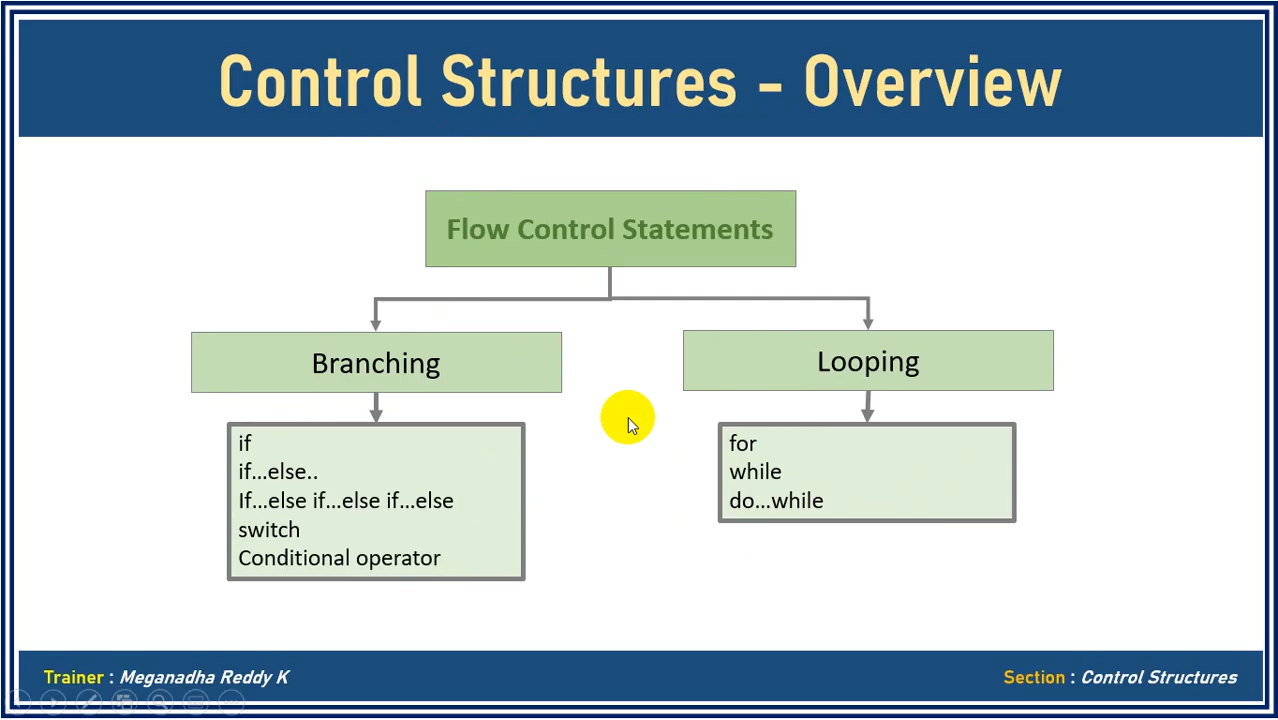 Control Structures - Overview
Flow Control Statements
Branching
Looping
if
if...else..
If...else if...else if...else
switch
Conditional operator
for
while
do...while
Trainer : Meganadha Reddy K
Section : Control Structures